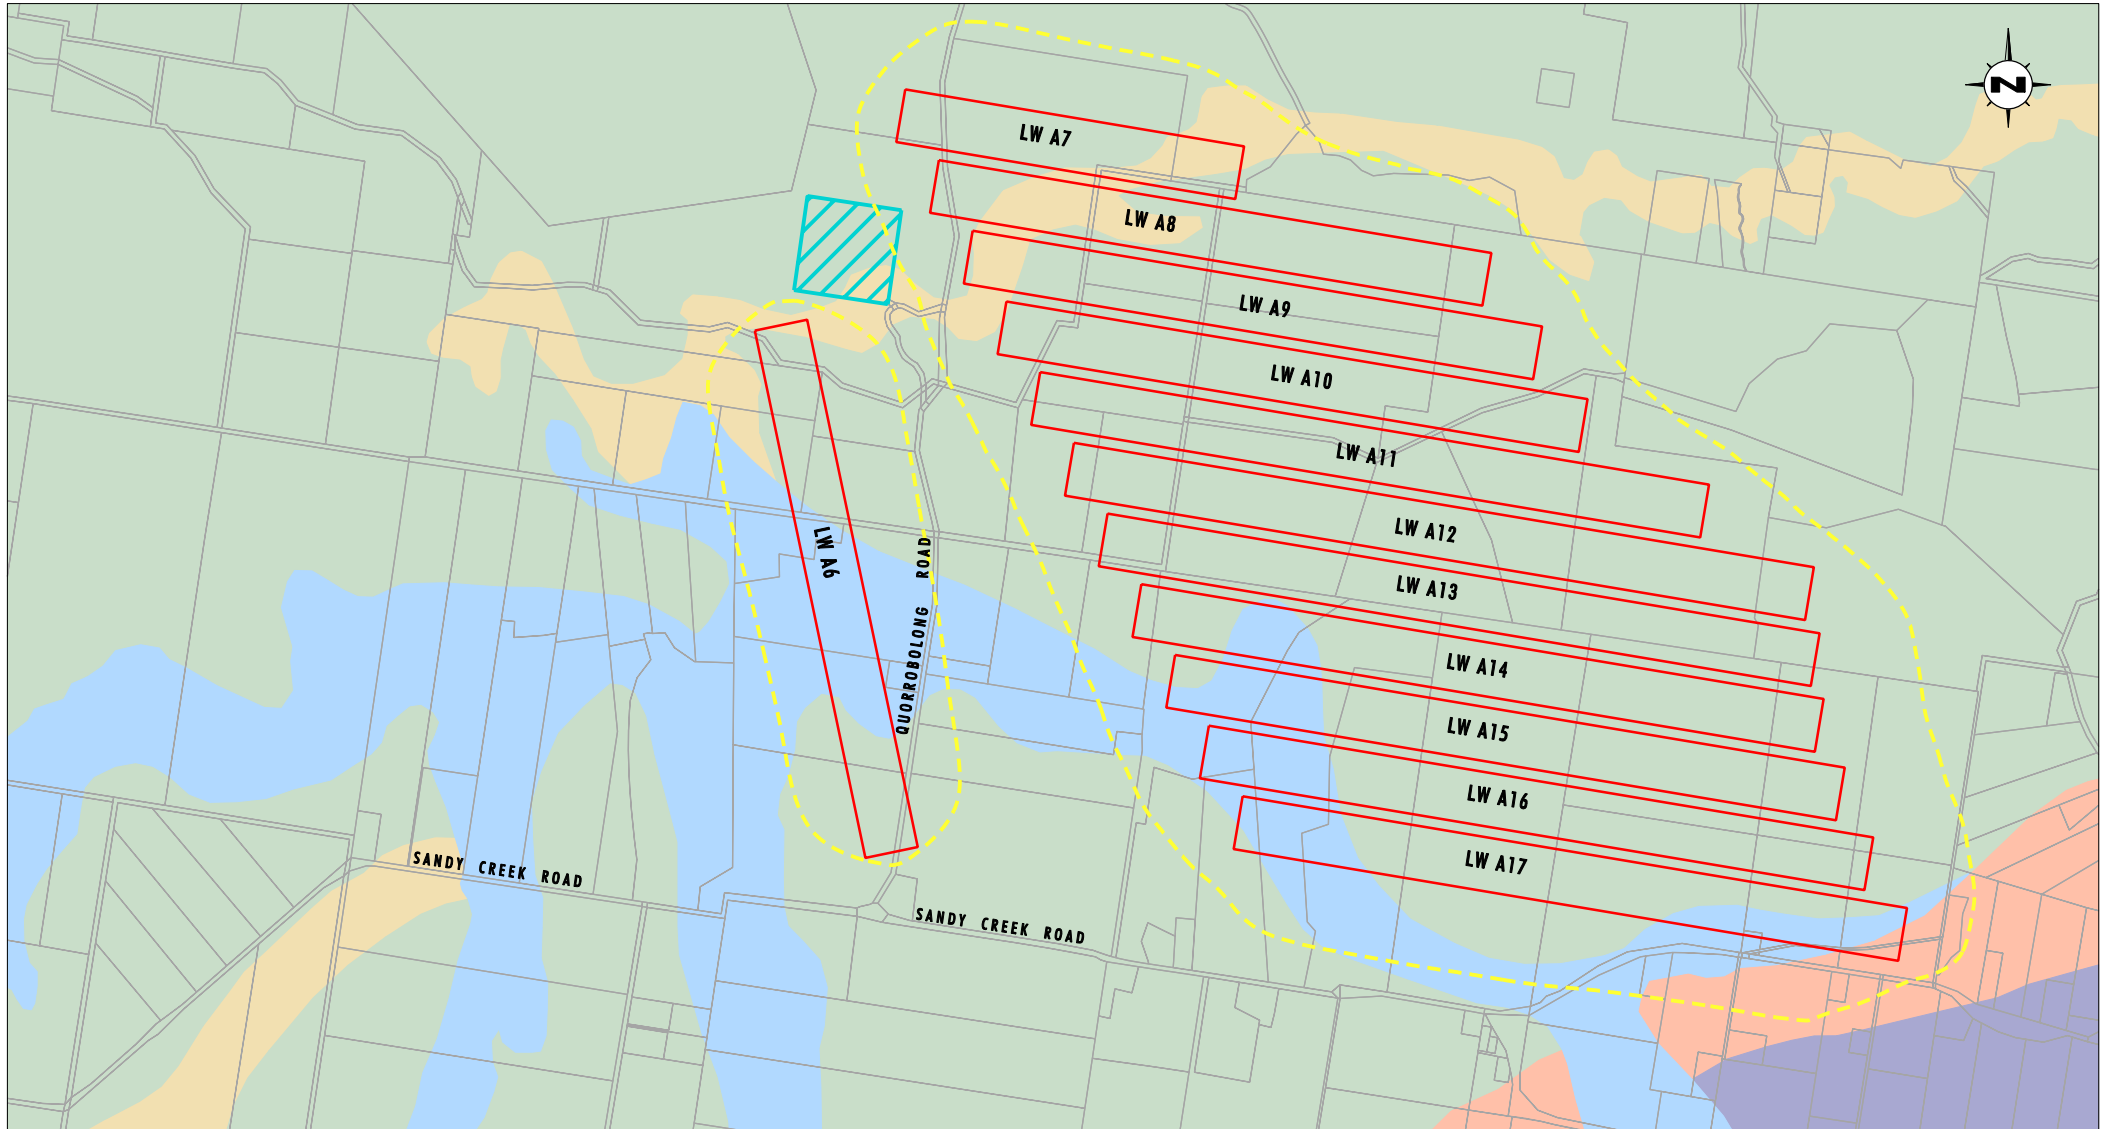 N
LW A7
LW A8
LW A9
LW A10
LW A11
LW A12
LW A13
LW A14
LW A15
LW A16
LW A17
LW A6
QUORROBOLONG ROAD
SANDY CREEK ROAD
SANDY CREEK ROAD